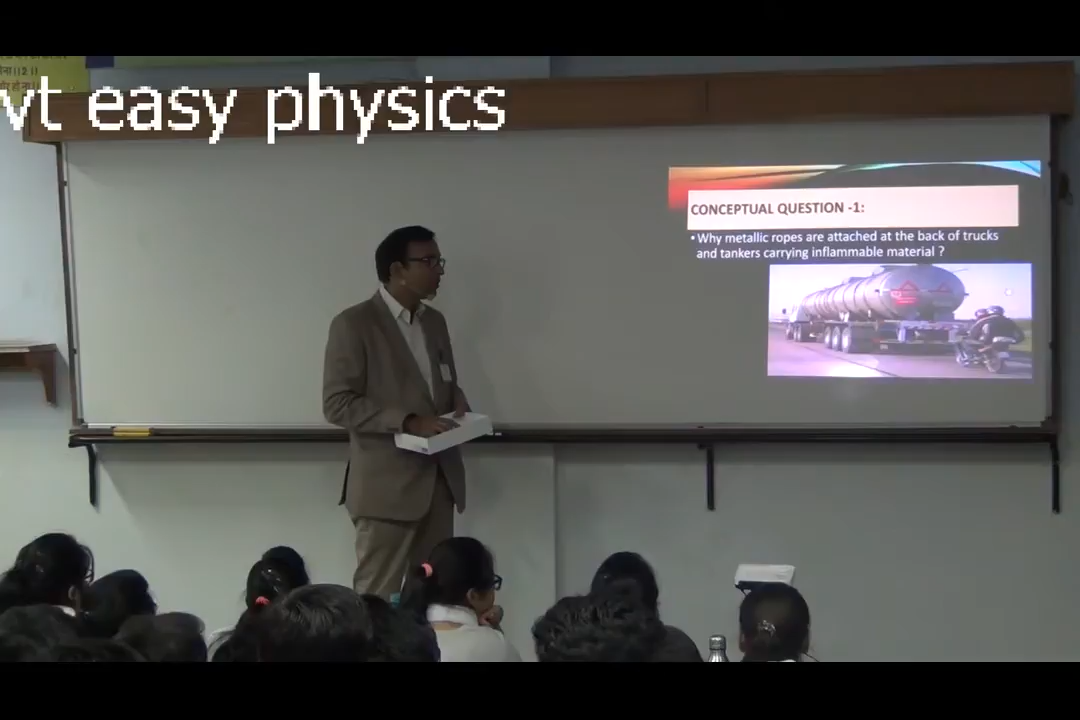 ना।।2।।
vt easy physics
CONCEPTUAL QUESTION -1:
• Why metallic ropes are attached at the back of trucks
and tankers carrying inflammable material ?